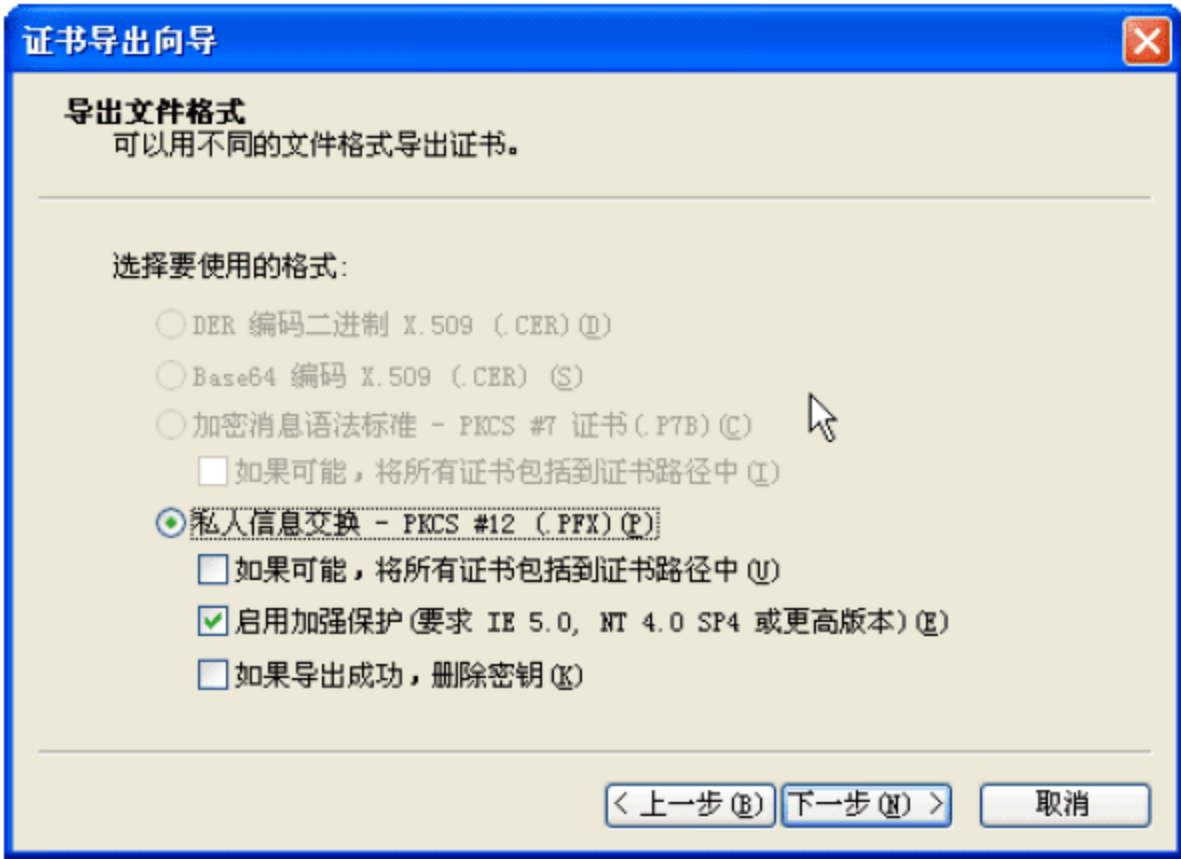 证书导出向导
导出文件格式
可以用不同的文件格式导出证书。
选择要使用的格式:
DER 编码二进制 X.509 (.CER)(D)
Base64 编码 X.509 (.CER) (S)
加密消息语法标准 - PKCS #7 证书(.P7B)(C)
如果可能，将所有证书包括到证书路径中(I)
私人信息交换 - PKCS #12 (.PFX)(P)
如果可能，将所有证书包括到证书路径中(U)
启用加强保护(要求 IE 5.0, NT 4.0 SP4 或更高版本)(E)
如果导出成功，删除密钥(K)
< 上一步(B) 下一步(N) > 取消